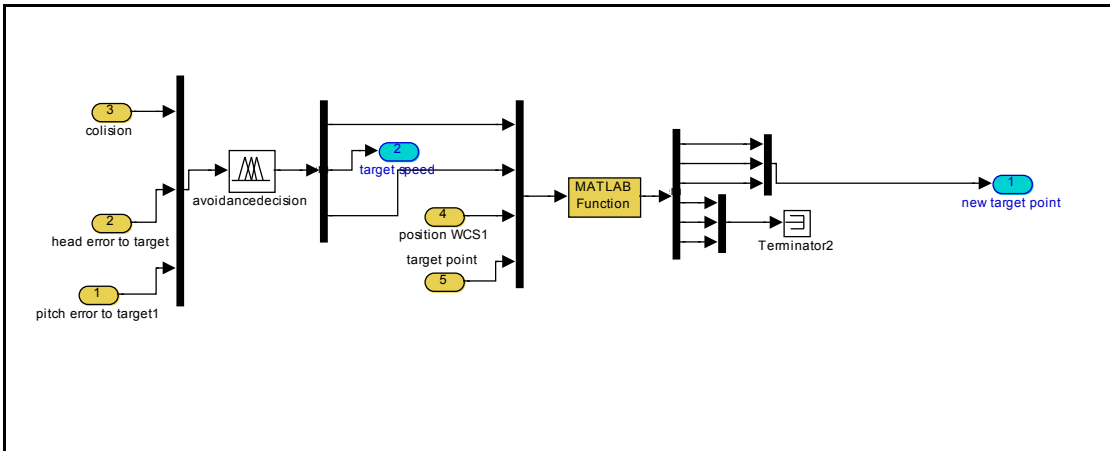 3
colision
2
head error to target
1
pitch error to target1
avoidancedecision
2
target speed
4
position WCS1
target point
5
MATLAB
Function
Terminator2
1
new target point